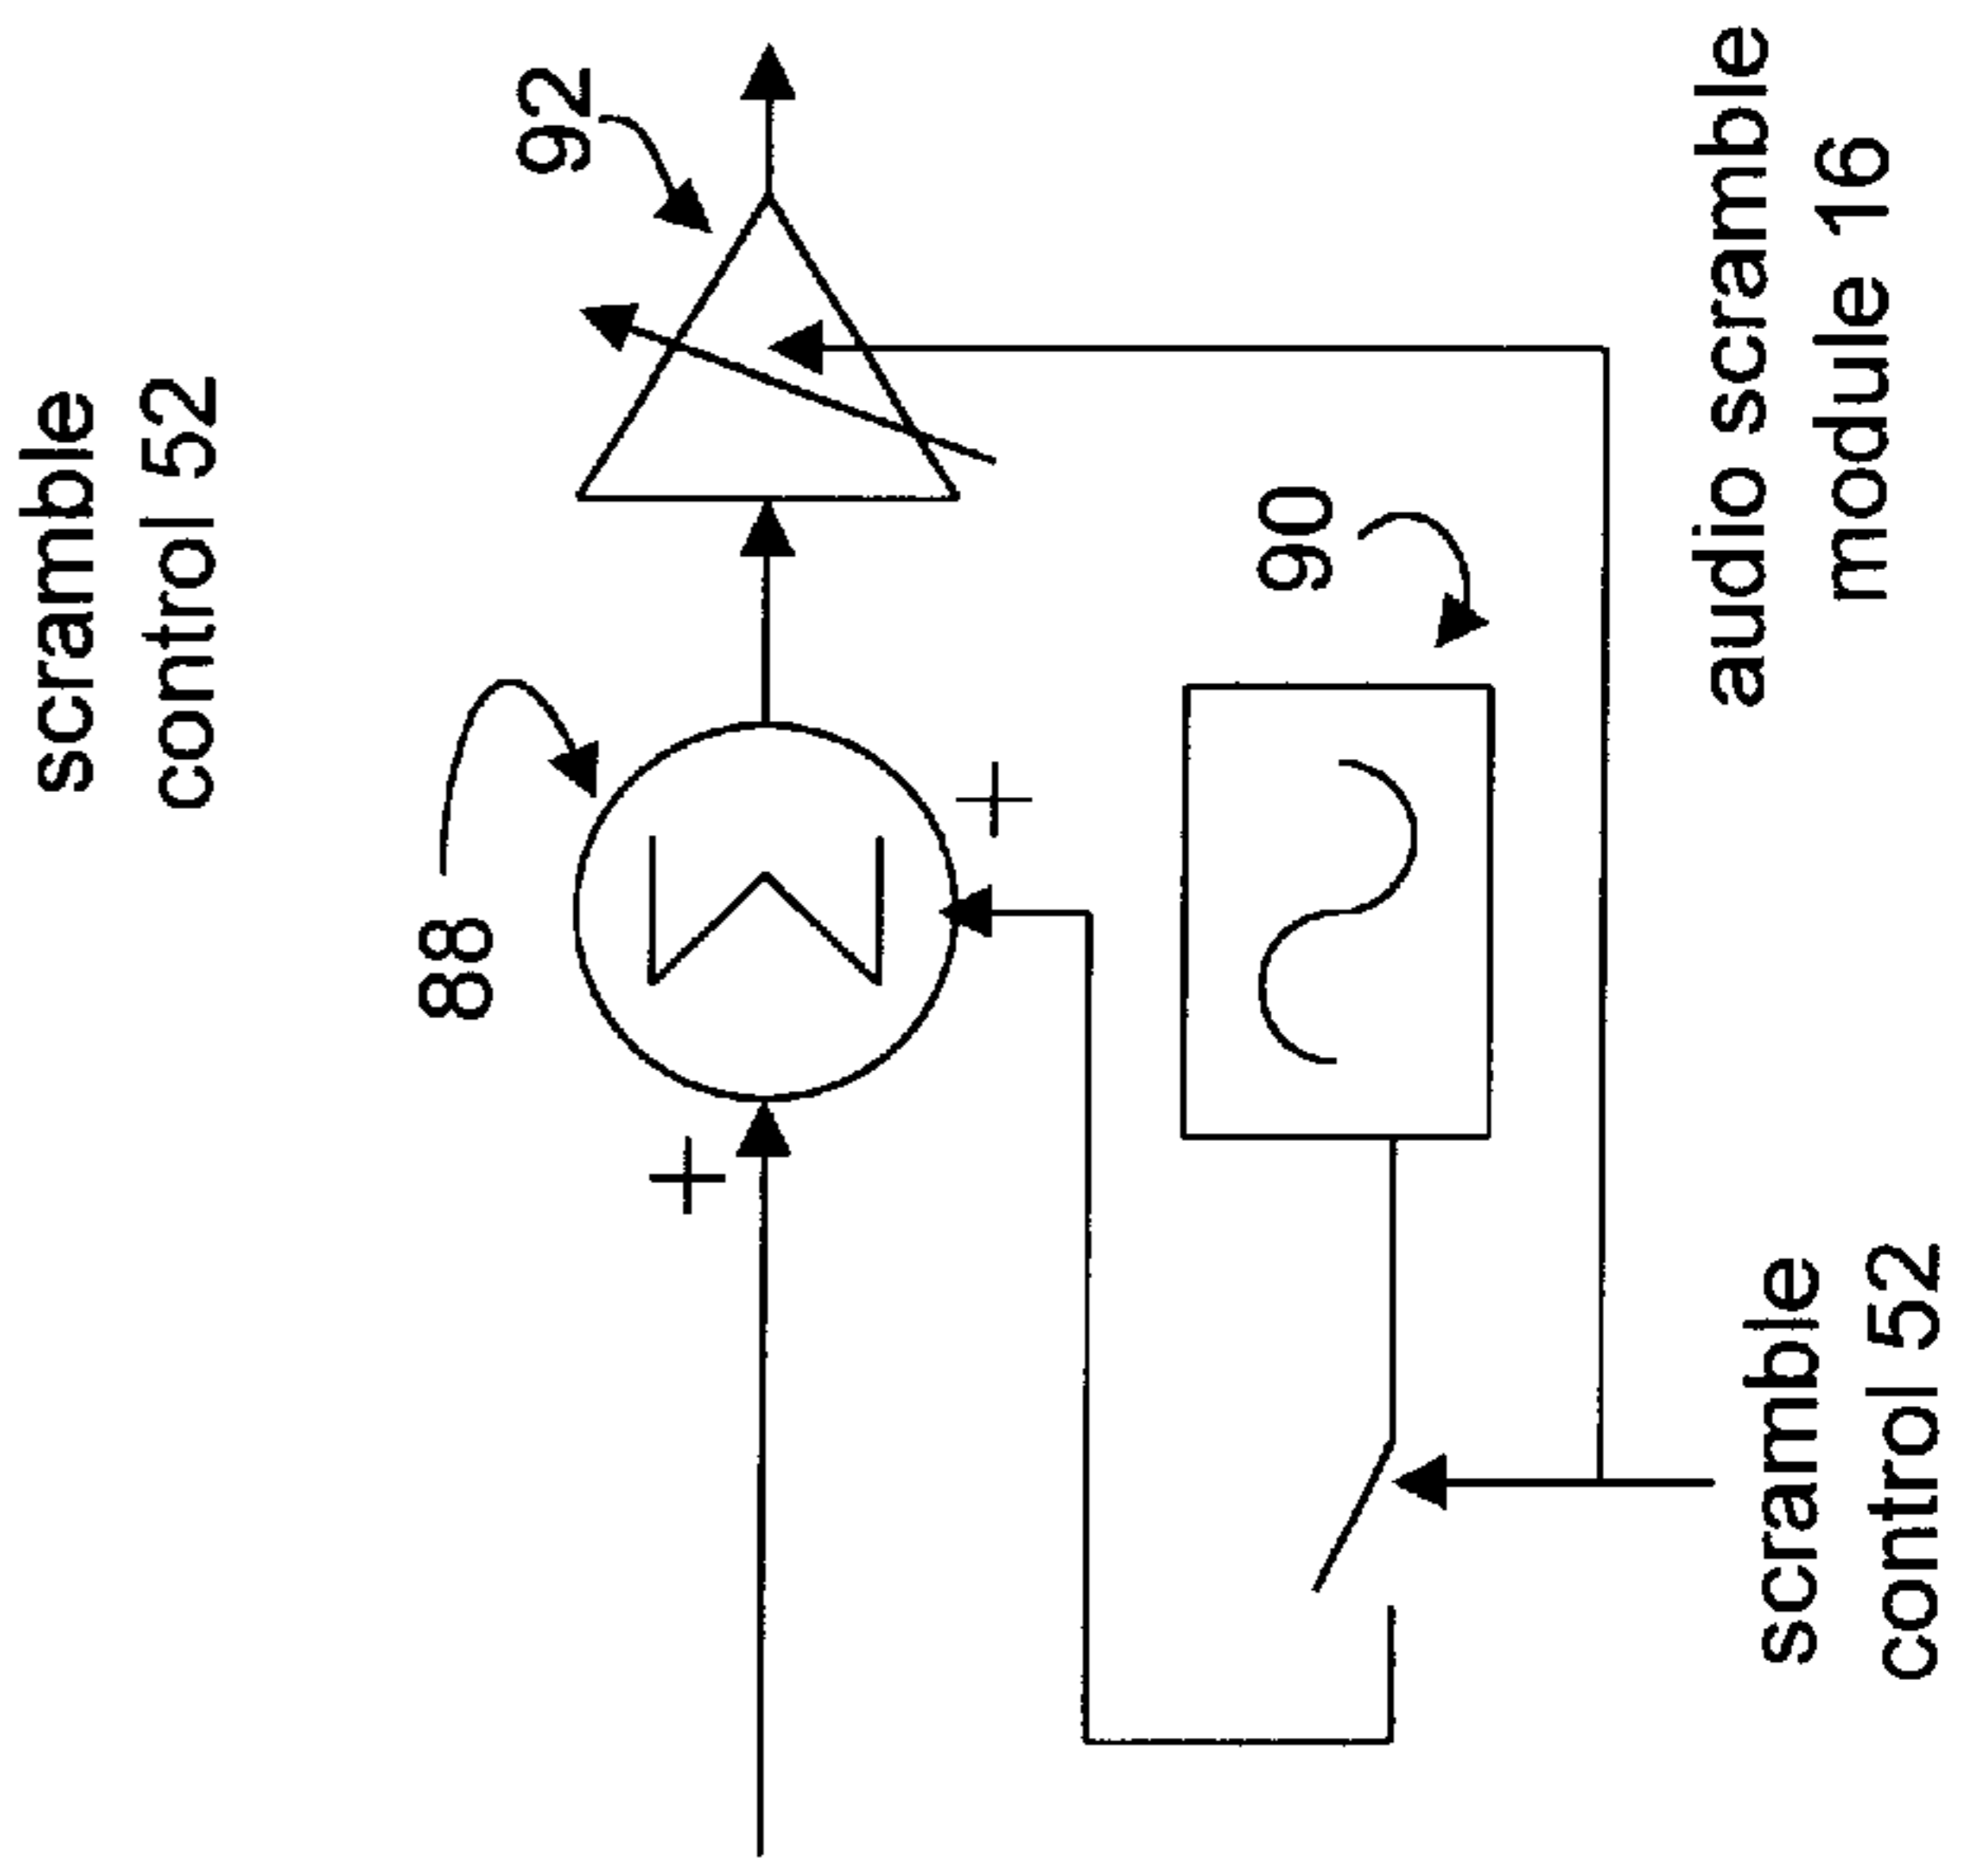 scramble
control 52
92
88
+
+
Σ
90
scramble
control 52
audio scramble
module 16